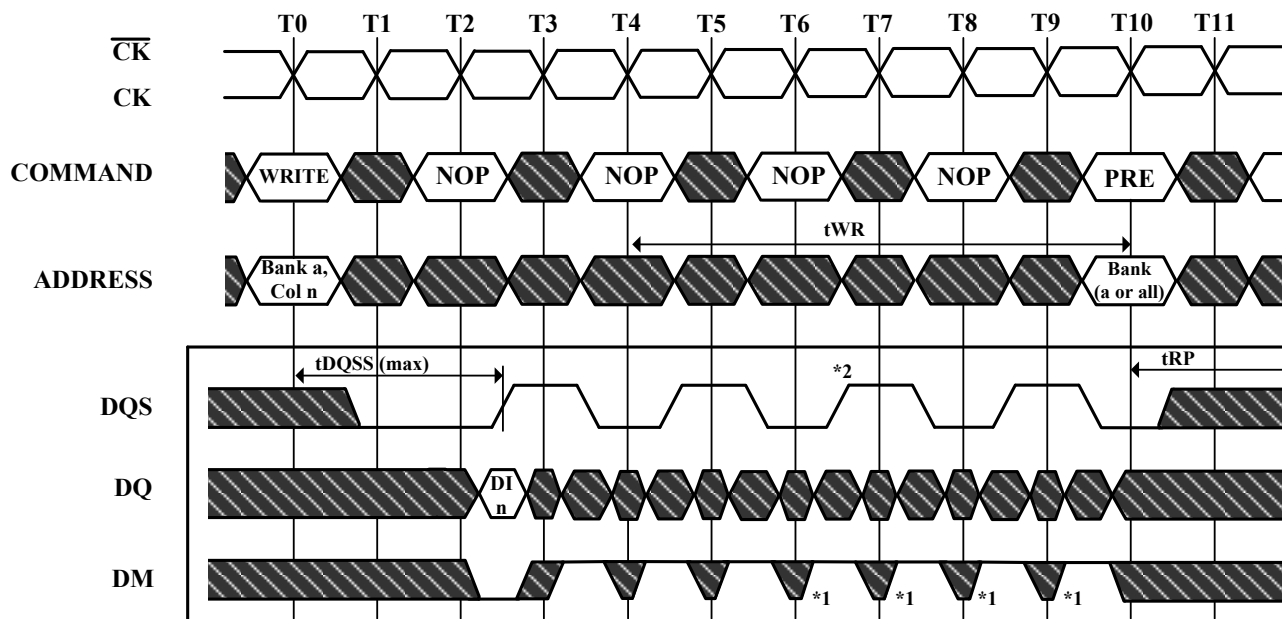 T0 T1 T2 T3 T4 T5 T6 T7 T8 T9 T10 T11
CK
CK
COMMAND WRITE NOP NOP NOP NOP PRE
tWR
ADDRESS Bank a, Col n Bank (a or all)
tDQSS (max) tRP
*2
DQS
DQ DI n
DM
*1 *1 *1 *1